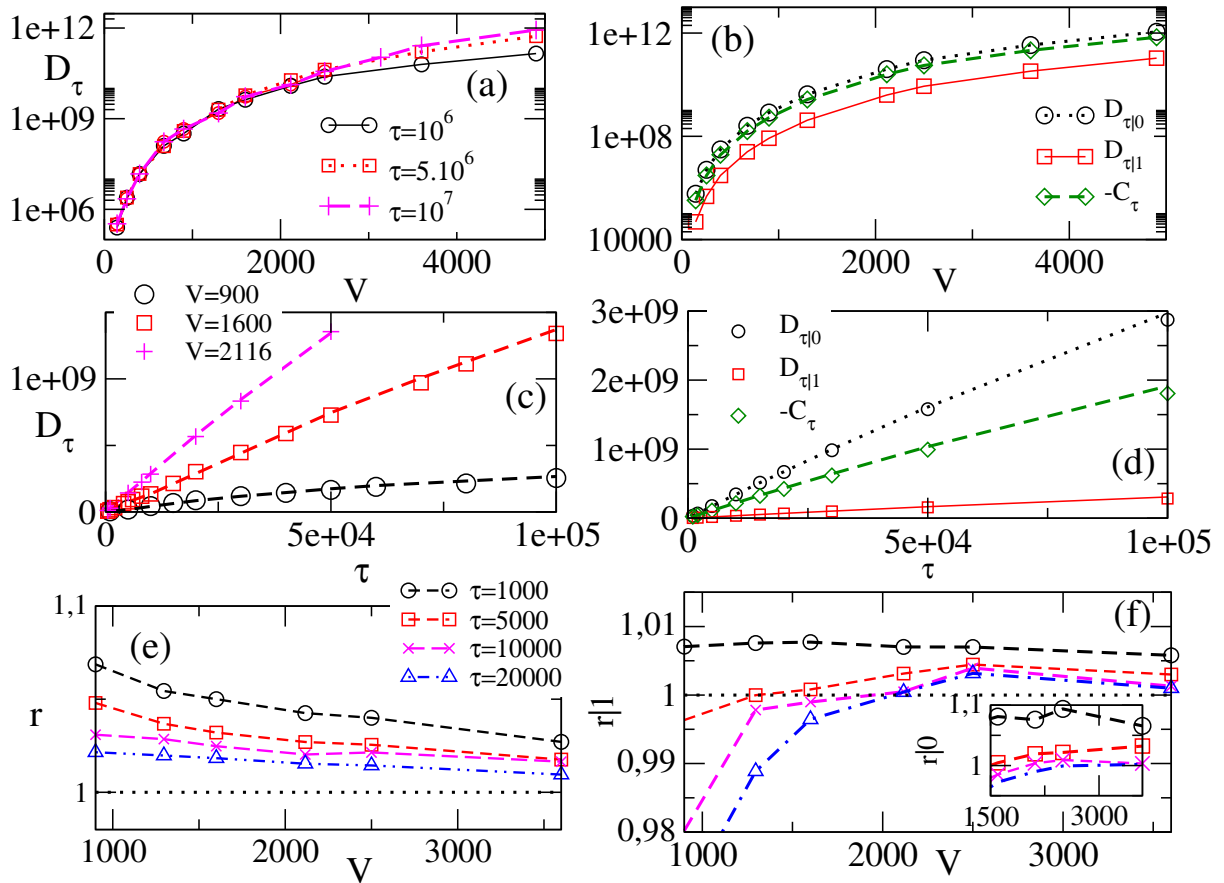 1e+12
D_τ
1e+09
1e+06
(a)
τ=10^6
τ=5.10^6
τ=10^7
0
2000
4000
V
1e+12
(b)
1e+08
10000
D_τ|0
D_τ|1
-C_τ
0
2000
4000
V
V=900
V=1600
V=2116
1e+09
D_τ
0
(c)
0
5e+04
1e+05
τ
3e+09
2e+09
1e+09
0
D_τ|0
D_τ|1
-C_τ
(d)
0
5e+04
1e+05
τ
1,1
r
1
(e)
τ=1000
τ=5000
τ=10000
τ=20000
1000
2000
3000
V
1,01
1
r|1
0,99
0,98
(f)
1,1
r|0
1
1500
3000
1000
2000
3000
V